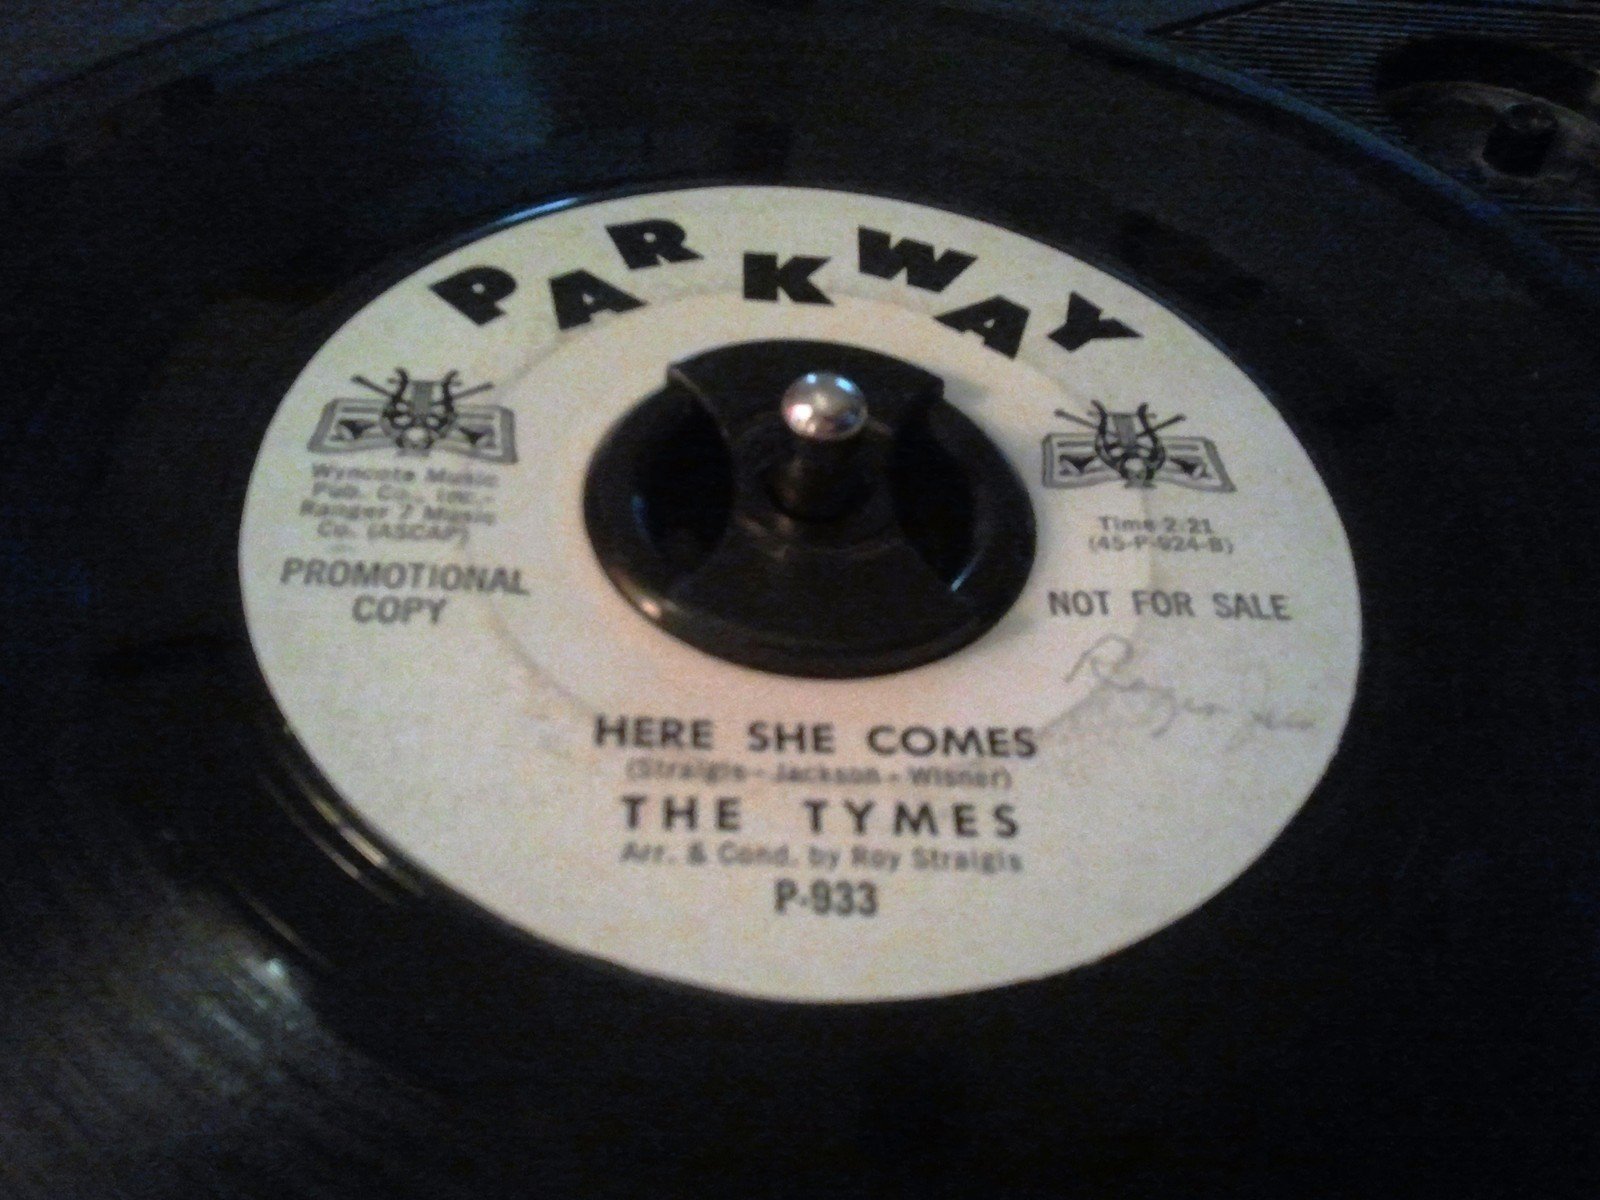 PARKWAY
Wyncote Music
Pub. Co., Inc.-
Ranger 7 Music
Co. (ASCAP)
PROMOTIONAL
COPY
Time 2:21
(45-P-924-B)
NOT FOR SALE
HERE SHE COMES
(Straigis - Jackson - Wisner)
THE TYMES
Arr. & Cond. by Roy Straigis
P-933